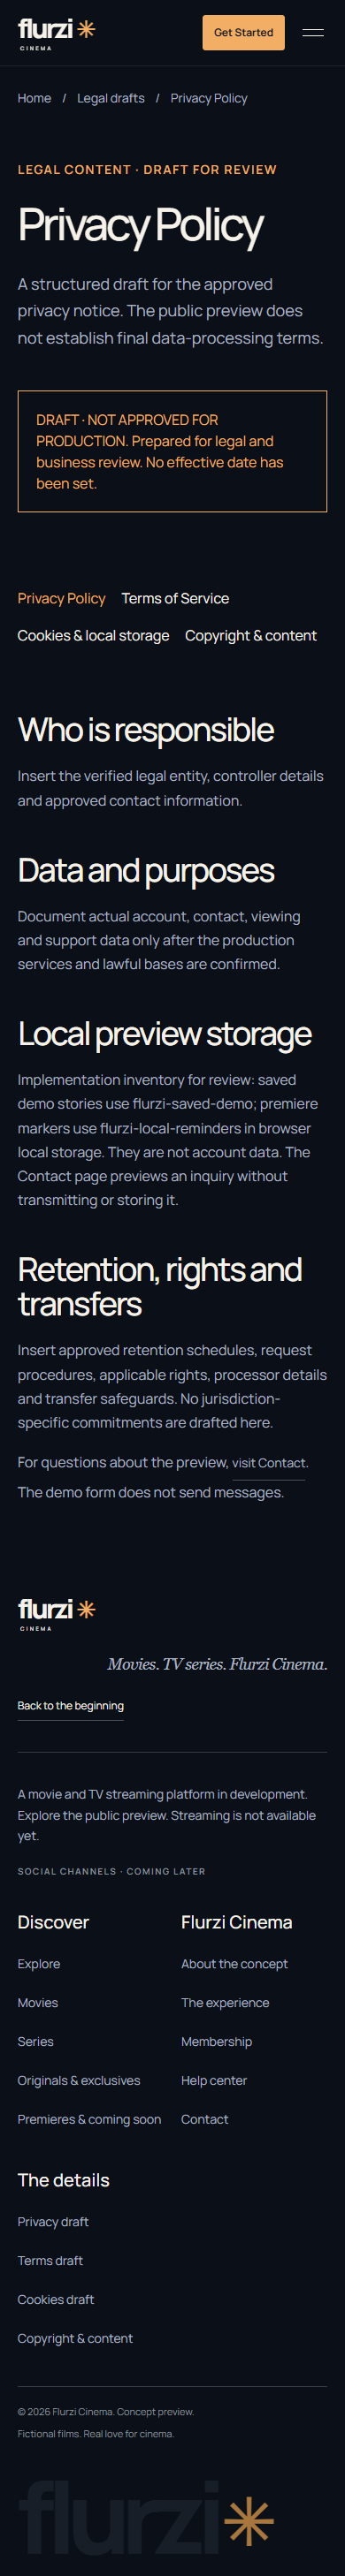 flurzi
CINEMA
Get Started
Home / Legal drafts / Privacy Policy
LEGAL CONTENT · DRAFT FOR REVIEW
Privacy Policy
A structured draft for the approved
privacy notice. The public preview does
not establish final data-processing terms.
DRAFT · NOT APPROVED FOR
PRODUCTION. Prepared for legal and
business review. No effective date has
been set.
Privacy Policy Terms of Service
Cookies & local storage Copyright & content
Who is responsible
Insert the verified legal entity, controller details
and approved contact information.
Data and purposes
Document actual account, contact, viewing
and support data only after the production
services and lawful bases are confirmed.
Local preview storage
Implementation inventory for review: saved
demo stories use flurzi-saved-demo; premiere
markers use flurzi-local-reminders in browser
local storage. They are not account data. The
Contact page previews an inquiry without
transmitting or storing it.
Retention, rights and
transfers
Insert approved retention schedules, request
procedures, applicable rights, processor details
and transfer safeguards. No jurisdiction-
specific commitments are drafted here.
For questions about the preview, visit Contact.
The demo form does not send messages.
flurzi
CINEMA
Movies. TV series. Flurzi Cinema.
Back to the beginning
A movie and TV streaming platform in development.
Explore the public preview. Streaming is not available
yet.
SOCIAL CHANNELS · COMING LATER
Discover
Explore
Movies
Series
Originals & exclusives
Premieres & coming soon
Flurzi Cinema
About the concept
The experience
Membership
Help center
Contact
The details
Privacy draft
Terms draft
Cookies draft
Copyright & content
© 2026 Flurzi Cinema. Concept preview.
Fictional films. Real love for cinema.
flurzi